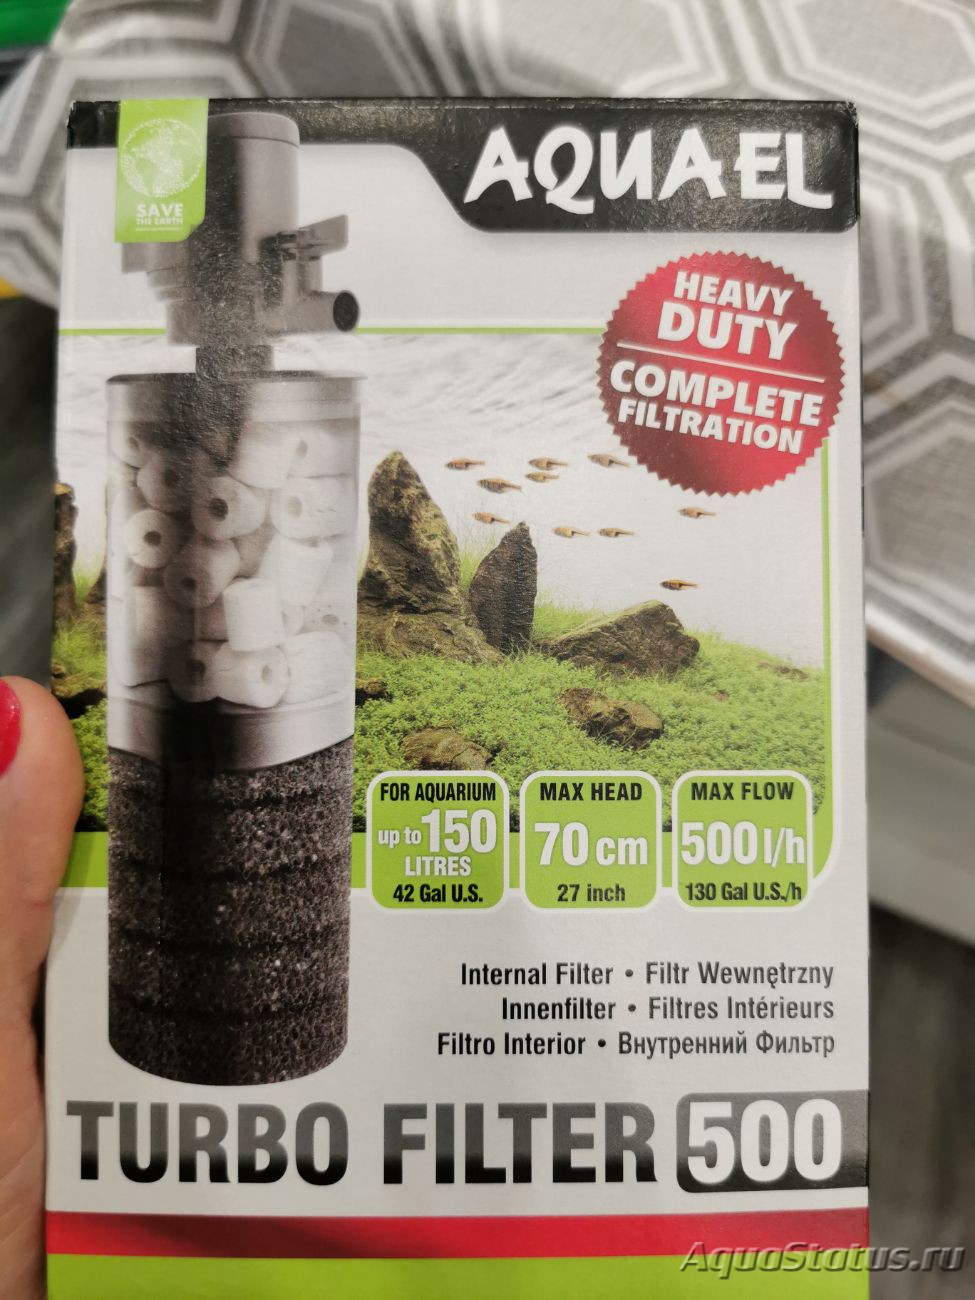 AQUAEL
SAVE
THE EARTH
HEAVY
DUTY
COMPLETE
FILTRATION
FOR AQUARIUM
up to 150
LITRES
42 Gal U.S.
MAX HEAD
70 cm
27 inch
MAX FLOW
500 l/h
130 Gal U.S./h
Internal Filter • Filtr Wewnętrzny
Innenfilter • Filtres Intérieurs
Filtro Interior • Внутренний Фильтр
TURBO FILTER 500
AquaStatus.ru